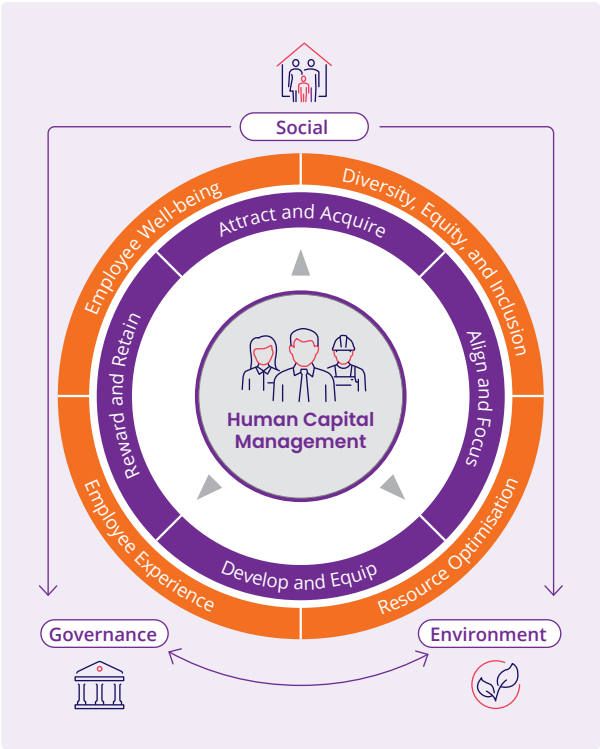 Social
Employee Well-being
Diversity, Equity, and Inclusion
Attract and Acquire
Reward and Retain
Align and Focus
Human Capital
Management
Develop and Equip
Employee Experience
Resource Optimisation
Governance
Environment